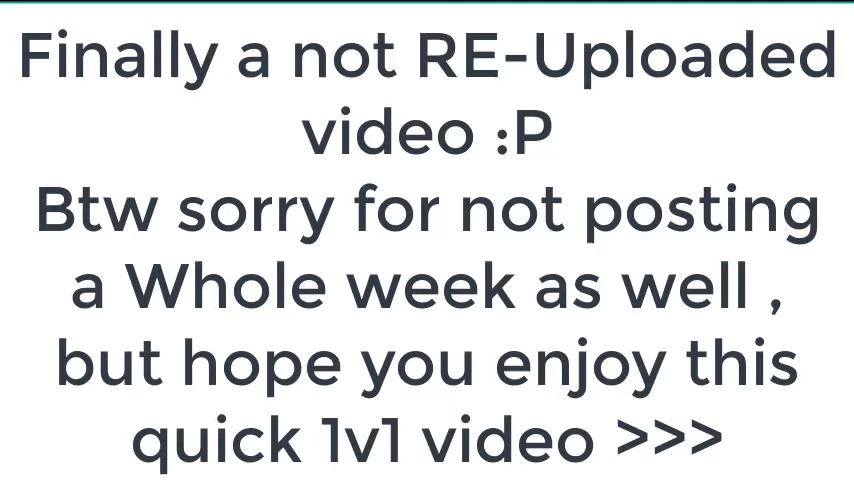 Finally a not RE-Uploaded
video :P
Btw sorry for not posting
a Whole week as well ,
but hope you enjoy this
quick 1v1 video >>>